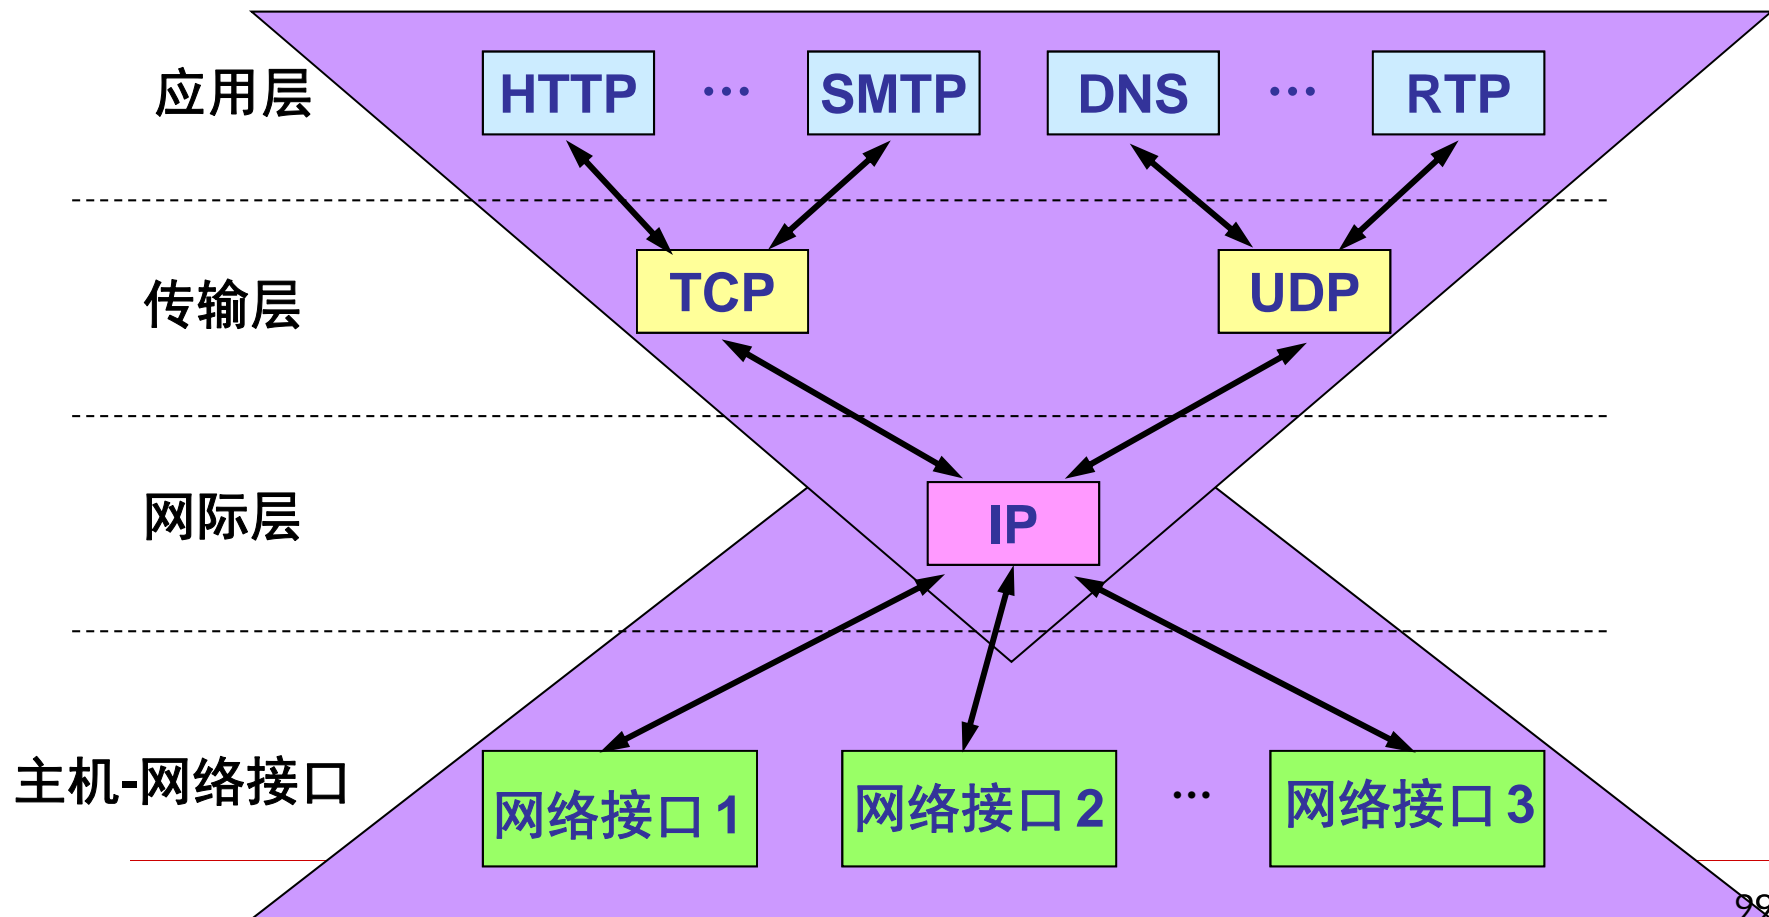 应用层 HTTP … SMTP DNS … RTP
传输层 TCP UDP
网际层 IP
主机-网络接口 网络接口 1 网络接口 2 … 网络接口 3
99